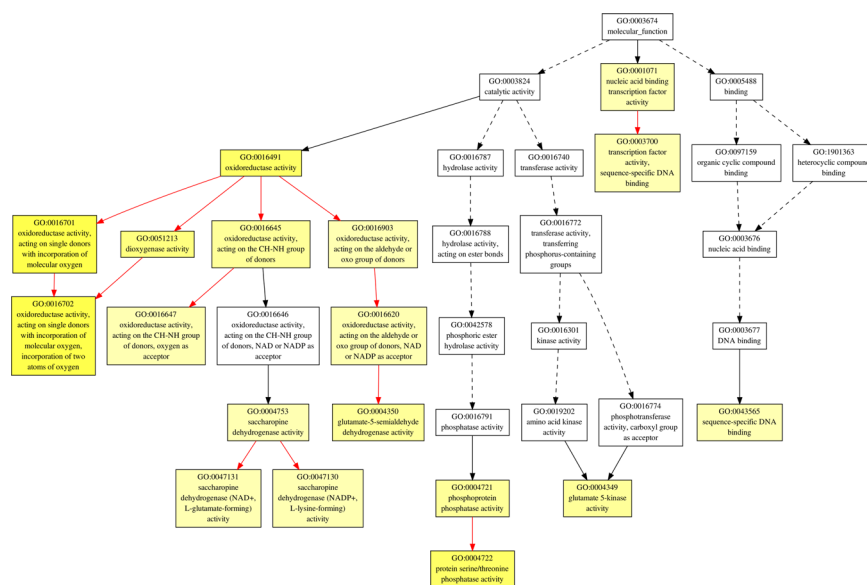 GO:0003674
molecular_function
GO:0003824
catalytic activity
GO:0001071
nucleic acid binding
transcription factor
activity
GO:0005488
binding
GO:0016491
oxidoreductase activity
GO:0016787
hydrolase activity
GO:0016740
transferase activity
GO:0003700
transcription factor
activity,
sequence-specific DNA
binding
GO:0097159
organic cyclic compound
binding
GO:1901363
heterocyclic compound
binding
GO:0016701
oxidoreductase activity,
acting on single donors
with incorporation of
molecular oxygen
GO:0051213
dioxygenase activity
GO:0016645
oxidoreductase activity,
acting on the CH-NH group
of donors
GO:0016903
oxidoreductase activity,
acting on the aldehyde or
oxo group of donors
GO:0016788
hydrolase activity,
acting on ester bonds
GO:0016772
transferase activity,
transferring
phosphorus-containing
groups
GO:0003676
nucleic acid binding
GO:0016702
oxidoreductase activity,
acting on single donors
with incorporation of
molecular oxygen,
incorporation of two
atoms of oxygen
GO:0016647
oxidoreductase activity,
acting on the CH-NH group
of donors, oxygen as
acceptor
GO:0016646
oxidoreductase activity,
acting on the CH-NH group
of donors, NAD or NADP as
acceptor
GO:0016620
oxidoreductase activity,
acting on the aldehyde or
oxo group of donors, NAD
or NADP as acceptor
GO:0042578
phosphoric ester
hydrolase activity
GO:0016301
kinase activity
GO:0003677
DNA binding
GO:0004753
saccharopine
dehydrogenase activity
GO:0004350
glutamate-5-semialdehyde
dehydrogenase activity
GO:0016791
phosphatase activity
GO:0019202
amino acid kinase
activity
GO:0016774
phosphotransferase
activity, carboxyl group
as acceptor
GO:0043565
sequence-specific DNA
binding
GO:0047131
saccharopine
dehydrogenase (NAD+,
L-glutamate-forming)
activity
GO:0047130
saccharopine
dehydrogenase (NADP+,
L-lysine-forming)
activity
GO:0004721
phosphoprotein
phosphatase activity
GO:0004349
glutamate 5-kinase
activity
GO:0004722
protein serine/threonine
phosphatase activity